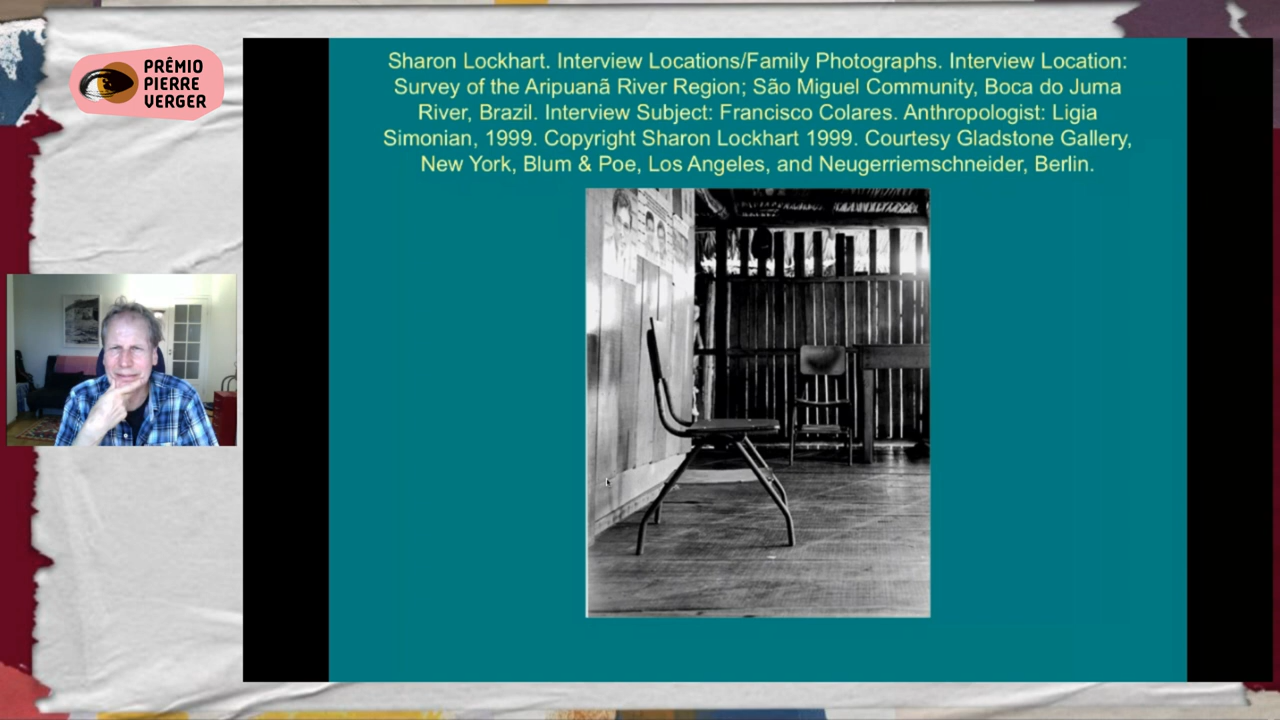 PRÊMIO
PIERRE
VERGER
Sharon Lockhart. Interview Locations/Family Photographs. Interview Location:
Survey of the Aripuanã River Region; São Miguel Community, Boca do Juma
River, Brazil. Interview Subject: Francisco Colares. Anthropologist: Ligia
Simonian, 1999. Copyright Sharon Lockhart 1999. Courtesy Gladstone Gallery,
New York, Blum & Poe, Los Angeles, and Neugerriemschneider, Berlin.